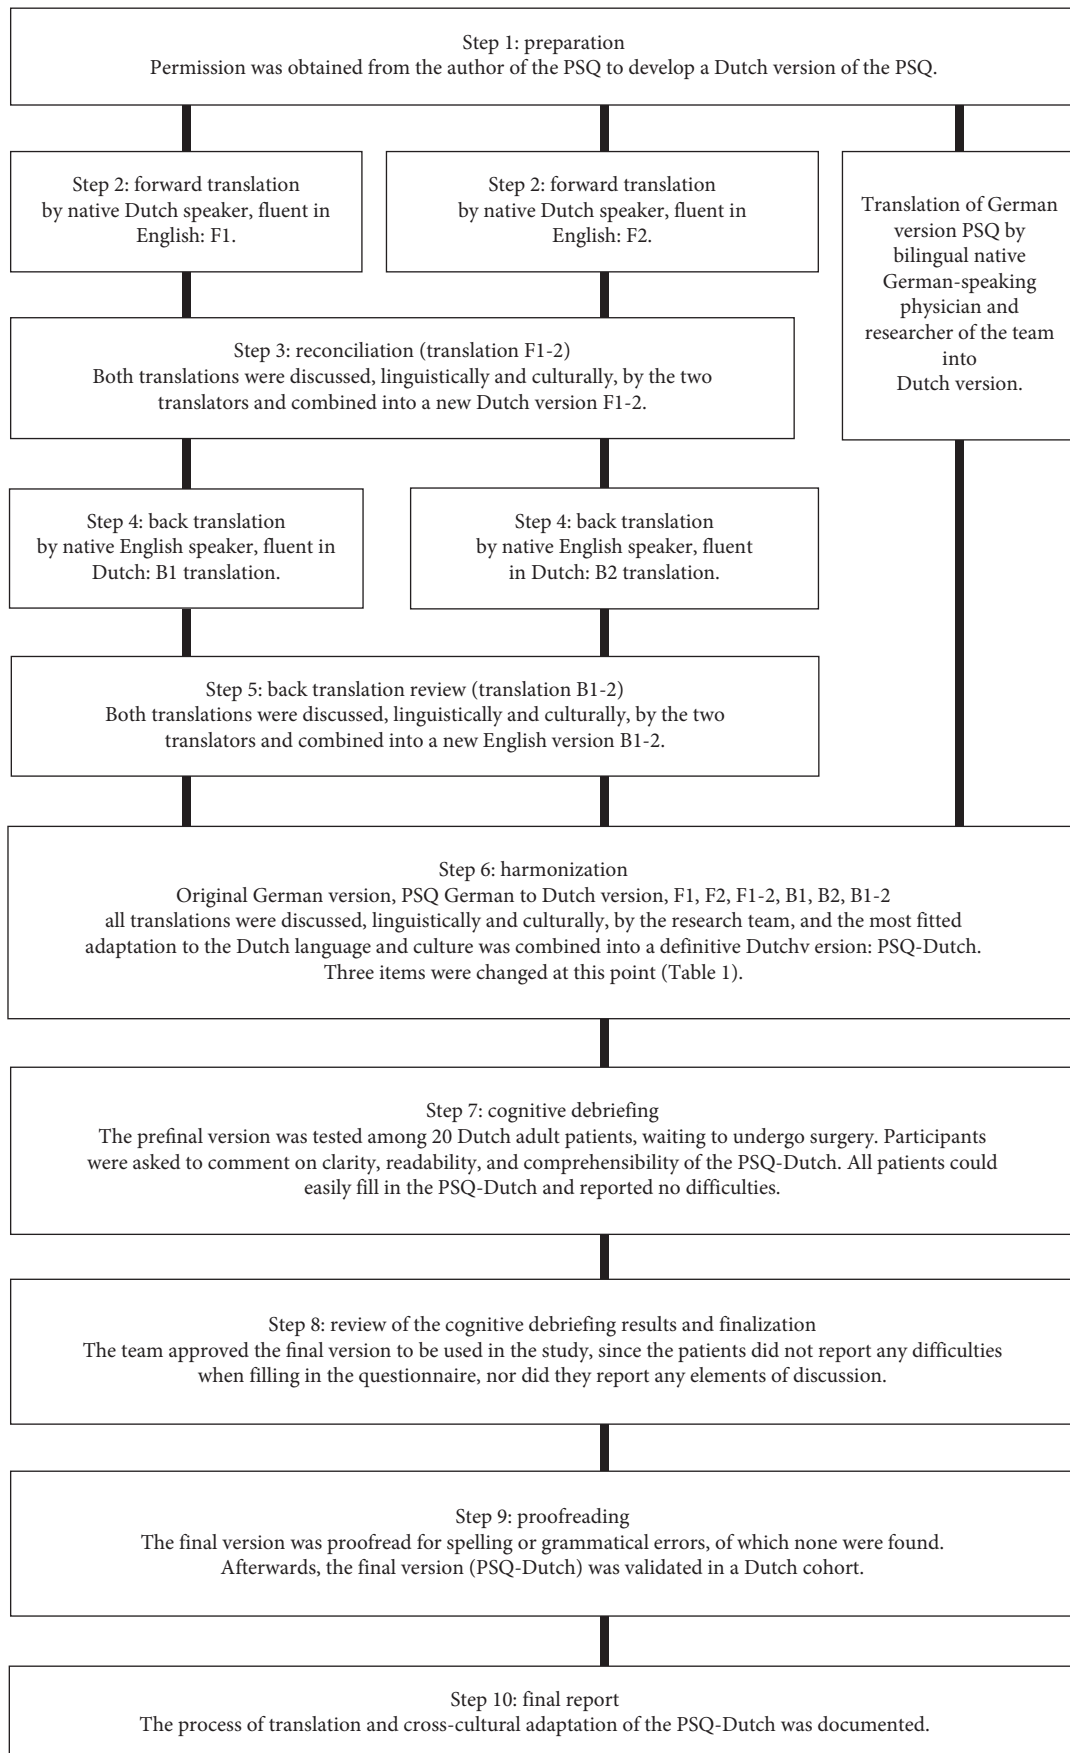 Step 1: preparation
Permission was obtained from the author of the PSQ to develop a Dutch version of the PSQ.
Step 2: forward translation
by native Dutch speaker, fluent in
English: F1.
Step 2: forward translation
by native Dutch speaker, fluent in
English: F2.
Translation of German
version PSQ by
bilingual native
German-speaking
physician and
researcher of the team
into
Dutch version.
Step 3: reconciliation (translation F1-2)
Both translations were discussed, linguistically and culturally, by the two
translators and combined into a new Dutch version F1-2.
Step 4: back translation
by native English speaker, fluent in
Dutch: B1 translation.
Step 4: back translation
by native English speaker, fluent
in Dutch: B2 translation.
Step 5: back translation review (translation B1-2)
Both translations were discussed, linguistically and culturally, by the two
translators and combined into a new English version B1-2.
Step 6: harmonization
Original German version, PSQ German to Dutch version, F1, F2, F1-2, B1, B2, B1-2
all translations were discussed, linguistically and culturally, by the research team, and the most fitted
adaptation to the Dutch language and culture was combined into a definitive Dutchv ersion: PSQ-Dutch.
Three items were changed at this point (Table 1).
Step 7: cognitive debriefing
The prefinal version was tested among 20 Dutch adult patients, waiting to undergo surgery. Participants
were asked to comment on clarity, readability, and comprehensibility of the PSQ-Dutch. All patients could
easily fill in the PSQ-Dutch and reported no difficulties.
Step 8: review of the cognitive debriefing results and finalization
The team approved the final version to be used in the study, since the patients did not report any difficulties
when filling in the questionnaire, nor did they report any elements of discussion.
Step 9: proofreading
The final version was proofread for spelling or grammatical errors, of which none were found.
Afterwards, the final version (PSQ-Dutch) was validated in a Dutch cohort.
Step 10: final report
The process of translation and cross-cultural adaptation of the PSQ-Dutch was documented.